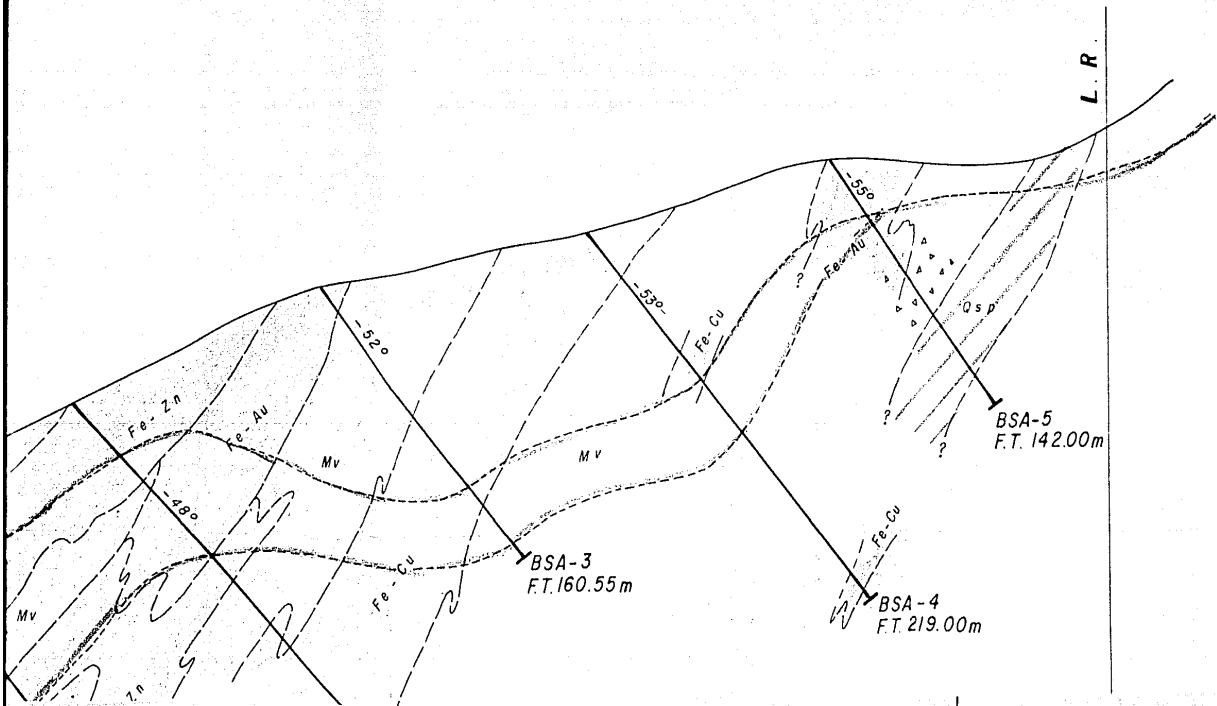 L. R.
-55°
Fe-Au
Qsp
?
-53°-
Fe-Cu
-52°
BSA-5
F.T. 142.00m
?
?
Fe-Zn
Fe-Au
Mv
Mv
-48°
Fe-Cu
BSA-3
F.T. 160.55m
Fe-Cu
BSA-4
F.T. 219.00m
Mv
Zn